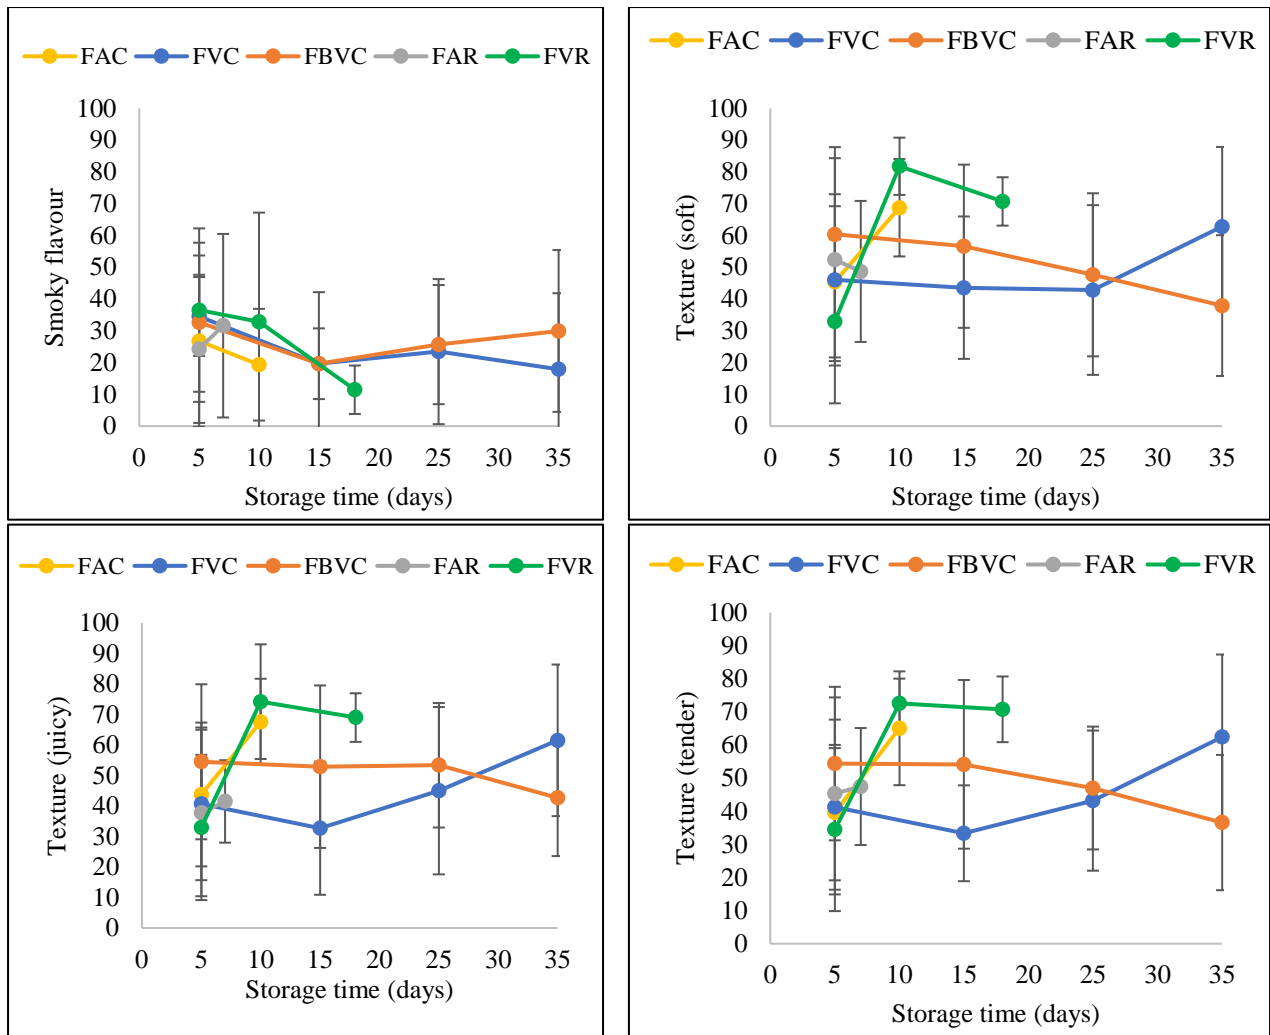 FAC FVC FBVC FAR FVR
100
90
80
70
60
50
40
30
20
10
0
0 5 10 15 20 25 30 35
Smoky flavour
Storage time (days)
FAC FVC FBVC FAR FVR
100
90
80
70
60
50
40
30
20
10
0
0 5 10 15 20 25 30 35
Texture (soft)
Storage time (days)
FAC FVC FBVC FAR FVR
100
90
80
70
60
50
40
30
20
10
0
0 5 10 15 20 25 30 35
Texture (juicy)
Storage time (days)
FAC FVC FBVC FAR FVR
100
90
80
70
60
50
40
30
20
10
0
0 5 10 15 20 25 30 35
Texture (tender)
Storage time (days)